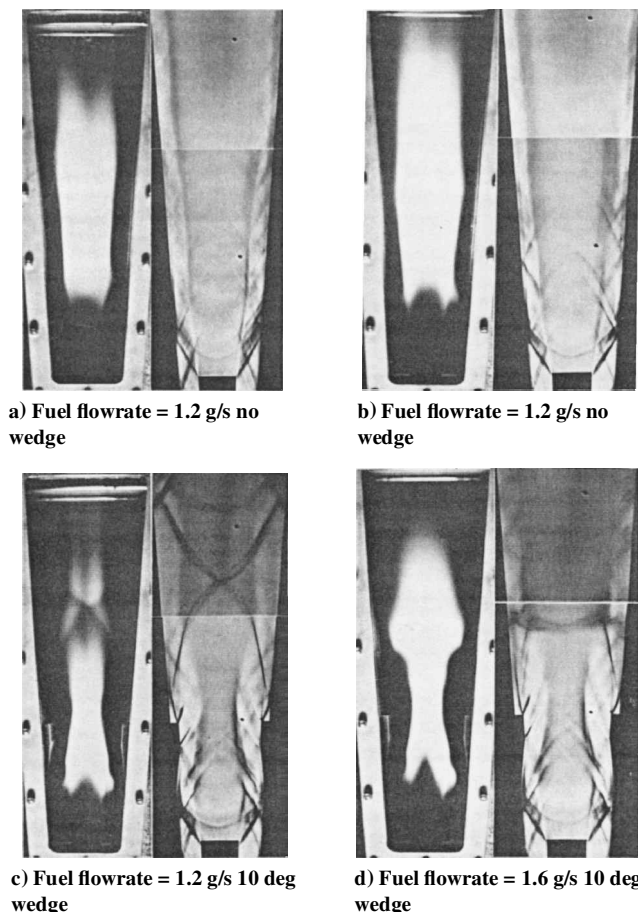 a) Fuel flowrate = 1.2 g/s no
wedge
b) Fuel flowrate = 1.2 g/s no
wedge
c) Fuel flowrate = 1.2 g/s 10 deg
wedge
d) Fuel flowrate = 1.6 g/s 10 deg
wedge